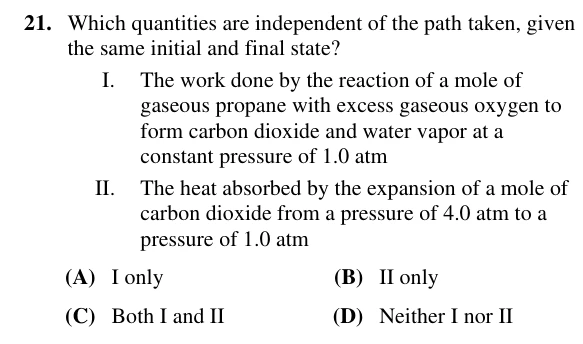 21. Which quantities are independent of the path taken, given
the same initial and final state?
I. The work done by the reaction of a mole of
gaseous propane with excess gaseous oxygen to
form carbon dioxide and water vapor at a
constant pressure of 1.0 atm
II. The heat absorbed by the expansion of a mole of
carbon dioxide from a pressure of 4.0 atm to a
pressure of 1.0 atm
(A) I only (B) II only
(C) Both I and II (D) Neither I nor II